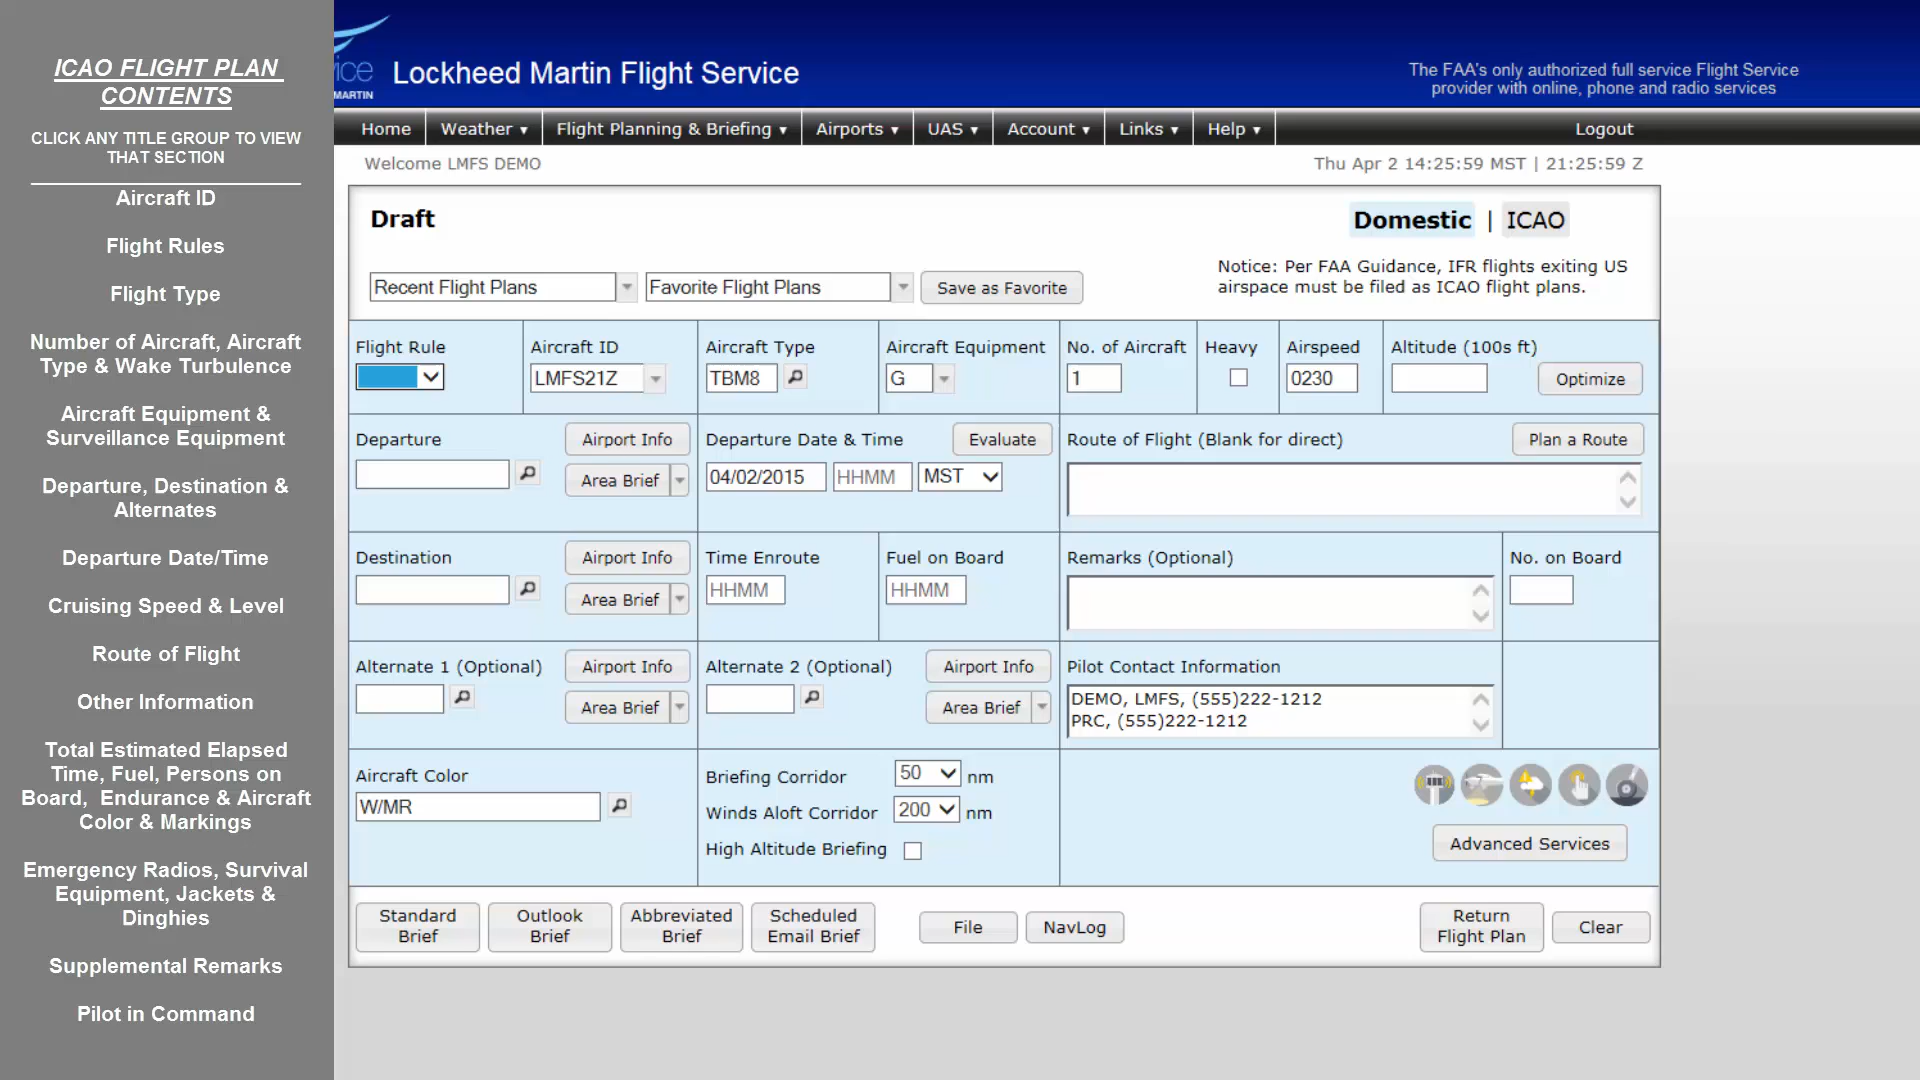 ICAO FLIGHT PLAN
CONTENTS
CLICK ANY TITLE GROUP TO VIEW
THAT SECTION
Aircraft ID
Flight Rules
Flight Type
Number of Aircraft, Aircraft
Type & Wake Turbulence
Aircraft Equipment &
Surveillance Equipment
Departure, Destination &
Alternates
Departure Date/Time
Cruising Speed & Level
Route of Flight
Other Information
Total Estimated Elapsed
Time, Fuel, Persons on
Board, Endurance & Aircraft
Color & Markings
Emergency Radios, Survival
Equipment, Jackets &
Dinghies
Supplemental Remarks
Pilot in Command
MARTIN
Lockheed Martin Flight Service
The FAA's only authorized full service Flight Service
provider with online, phone and radio services
Home Weather Flight Planning & Briefing Airports UAS Account Links Help Logout
Welcome LMFS DEMO
Thu Apr 2 14:25:59 MST | 21:25:59 Z
Draft
Domestic | ICAO
Notice: Per FAA Guidance, IFR flights exiting US
airspace must be filed as ICAO flight plans.
Recent Flight Plans Favorite Flight Plans Save as Favorite
Flight Rule Aircraft ID Aircraft Type Aircraft Equipment No. of Aircraft Heavy Airspeed Altitude (100s ft)
LMFS21Z TBM8 G 1 0230 Optimize
Departure Airport Info Departure Date & Time Evaluate Route of Flight (Blank for direct) Plan a Route
Area Brief 04/02/2015 HHMM MST
Destination Airport Info Time Enroute Fuel on Board Remarks (Optional) No. on Board
Area Brief HHMM HHMM
Alternate 1 (Optional) Airport Info Alternate 2 (Optional) Airport Info Pilot Contact Information
Area Brief Area Brief DEMO, LMFS, (555)222-1212
PRC, (555)222-1212
Aircraft Color
W/MR
Briefing Corridor 50 nm
Winds Aloft Corridor 200 nm
High Altitude Briefing
Advanced Services
Standard
Brief
Outlook
Brief
Abbreviated
Brief
Scheduled
Email Brief
File
NavLog
Return
Flight Plan
Clear